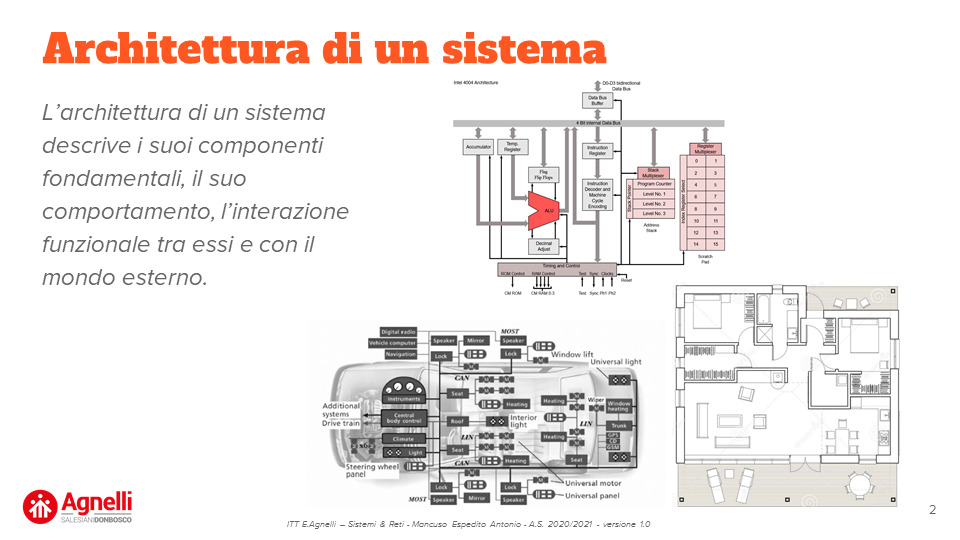 Architettura di un sistema
L’architettura di un sistema
descrive i suoi componenti
fondamentali, il suo
comportamento, l’interazione
funzionale tra essi e con il
mondo esterno.
Intel 4004 Architecture
D0-D3 bidirectional
Data Bus
Data Bus
Buffer
4 Bit internal Data Bus
Accumulator
Temp.
Register
Flag
Flip Flops
ALU
Decimal
Adjust
Instruction
Register
Instruction
Decoder and
Machine
Cycle
Encoding
Stack
Multiplexer
Stack Pointer
Program Counter
Level No. 1
Level No. 2
Level No. 3
Address
Stack
Register
Multiplexer
Index Register Select
0 1
2 3
4 5
6 7
8 9
10 11
12 13
14 15
Scratch
Pad
Timing and Control
ROM Control RAM Control Test Sync Clocks
Reset
CM ROM CM RAM 0-3 Test Sync Ph1 Ph2
Digital radio
Vehicle computer
Navigation
MOST
Speaker Mirror Speaker
Lock Lock
Window lift
Universal light
CAN
Instruments
Seat
Heating
Heating
Wiper
Window
heating
Additional
systems
Drive train
Central
body control
Roof
Interior
light
LIN
Trunk
GPS
CD
GSM
Climate
LIN
Heating
Light
Seat
CAN
Heating
Seat
Steering wheel
panel
Universal motor
Universal panel
Lock Lock
MOST Speaker Mirror Speaker
Agnelli
SALESIANI DONBOSCO
ITT E.Agnelli – Sistemi & Reti - Mancuso Espedito Antonio - A.S. 2020/2021 - versione 1.0
2